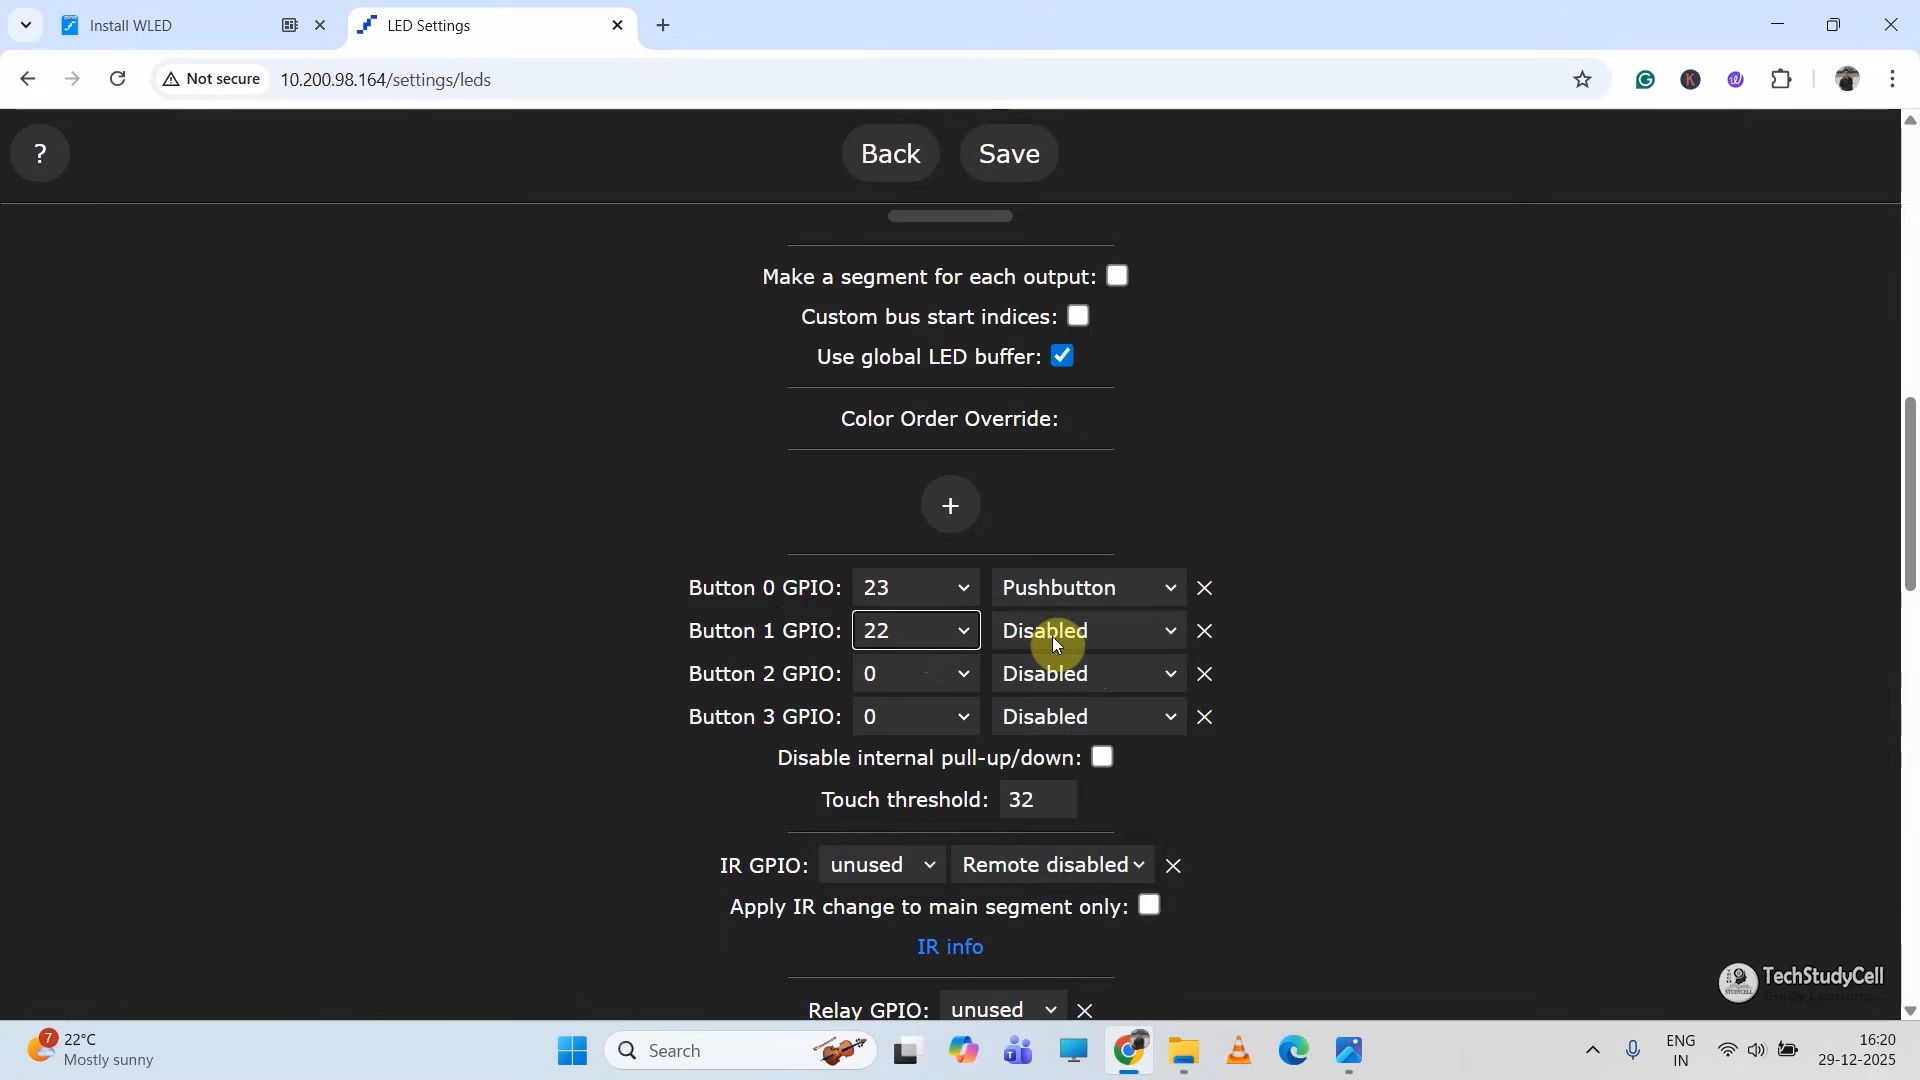 Install WLED
LED Settings
Not secure
10.200.98.164/settings/leds
?
Back
Save
Make a segment for each output:
Custom bus start indices:
Use global LED buffer:
Color Order Override:
+
Button 0 GPIO: 23 Pushbutton
Button 1 GPIO: 22 Disabled
Button 2 GPIO: 0 Disabled
Button 3 GPIO: 0 Disabled
Disable internal pull-up/down:
Touch threshold: 32
IR GPIO: unused Remote disabled
Apply IR change to main segment only:
IR info
TechStudyCell
Enjoy Learning
Relay GPIO: unused
7
22°C
Mostly sunny
Search
ENG
IN
16:20
29-12-2025